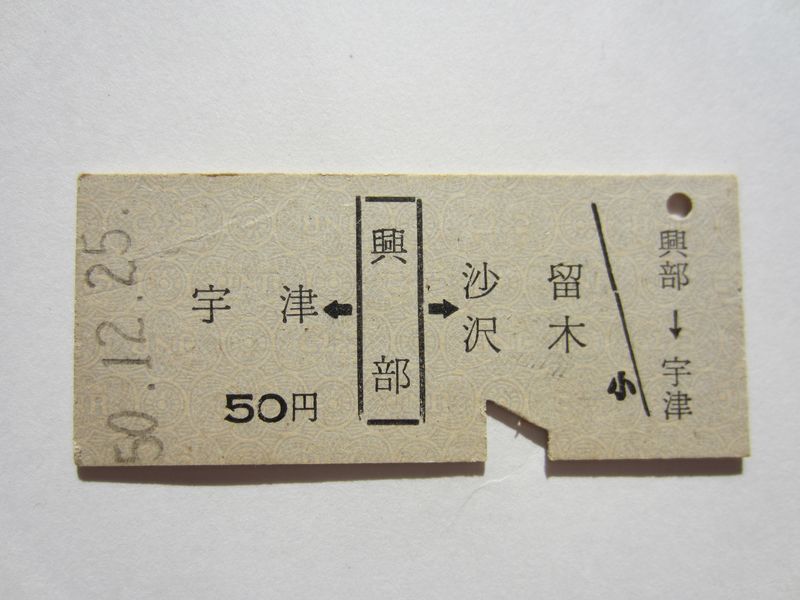 50.12.25.
宇津←
興部
→沙留
沢木
50円
小
興部→宇津